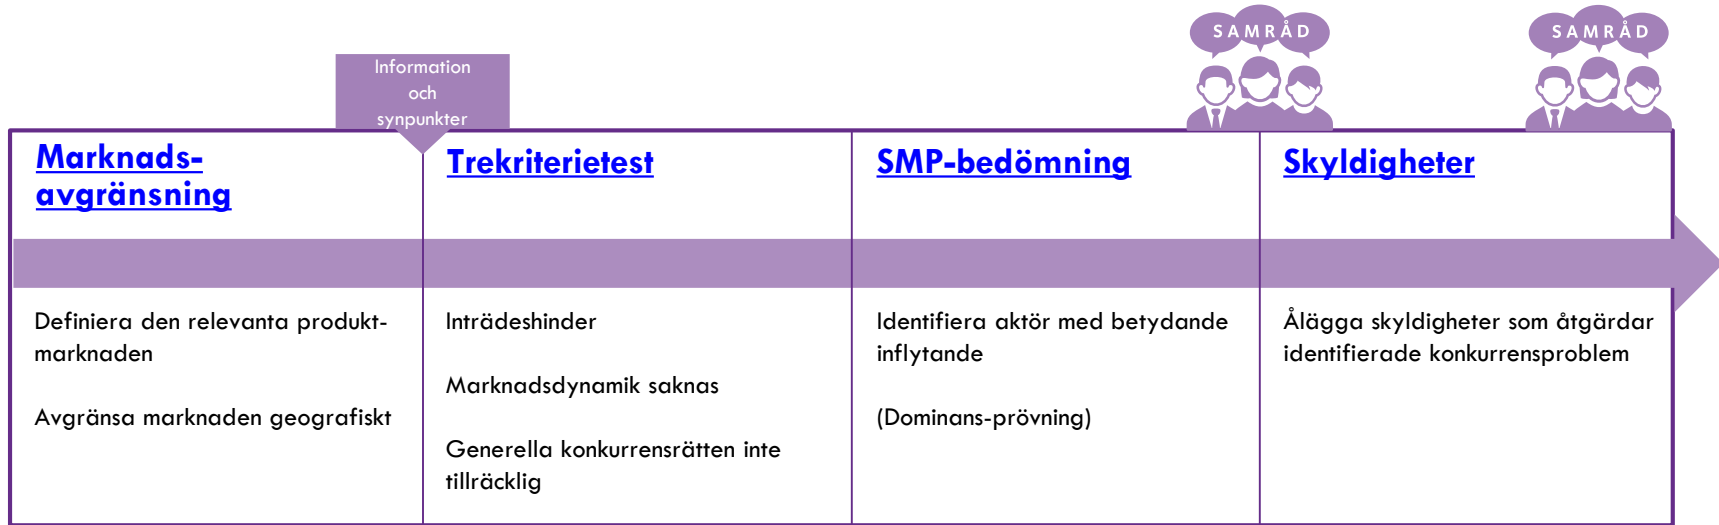 SAMRÅD
SAMRÅD
Information
och
synpunkter
Marknads-
avgränsning
Trekriterietest
SMP-bedömning
Skyldigheter
Definiera den relevanta produkt-
marknaden
Avgränsa marknaden geografiskt
Inträdeshinder
Marknadsdynamik saknas
Generella konkurrensrätten inte
tillräcklig
Identifiera aktör med betydande
inflytande
(Dominans-prövning)
Ålägga skyldigheter som åtgärdar
identifierade konkurrensproblem